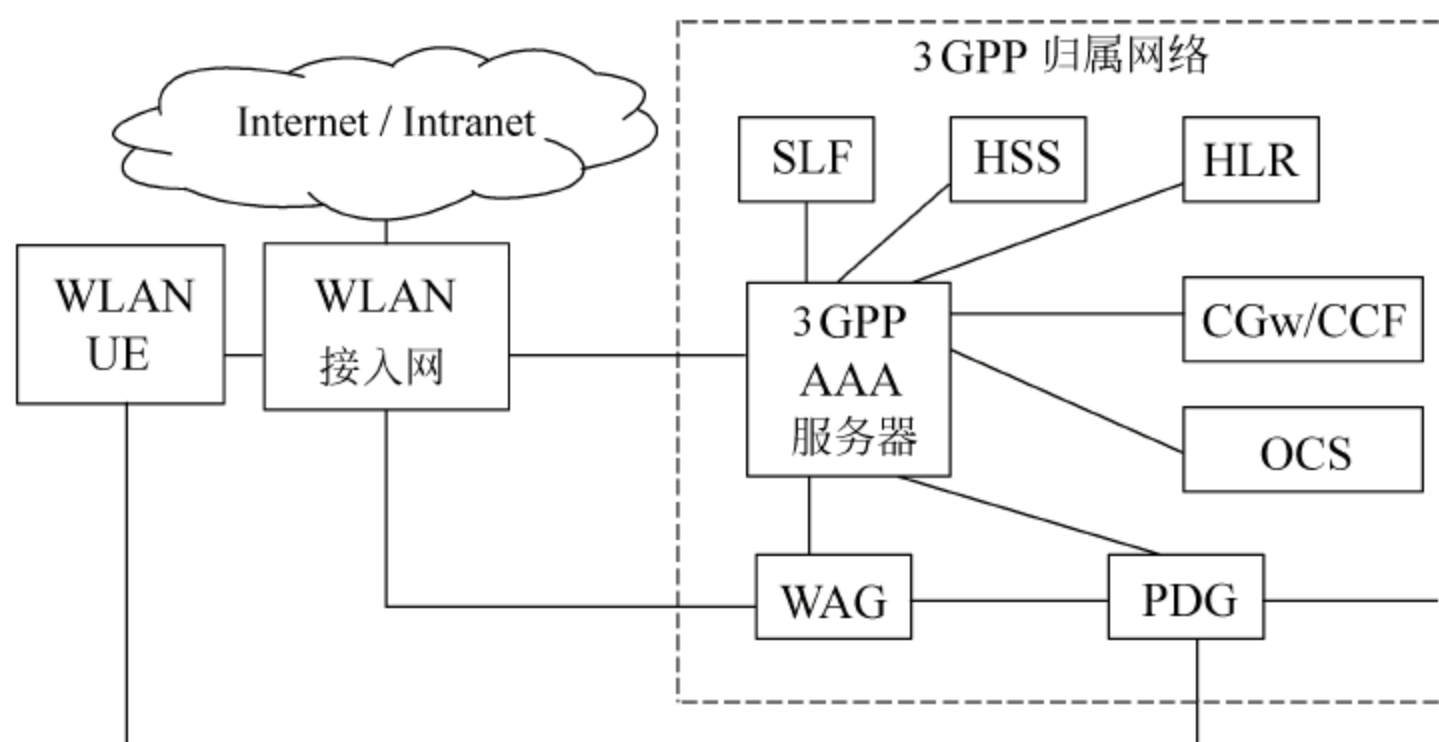 3GPP 归属网络
Internet / Intranet
SLF
HSS
HLR
WLAN
UE
WLAN
接入网
3GPP
AAA
服务器
CGw/CCF
OCS
WAG
PDG